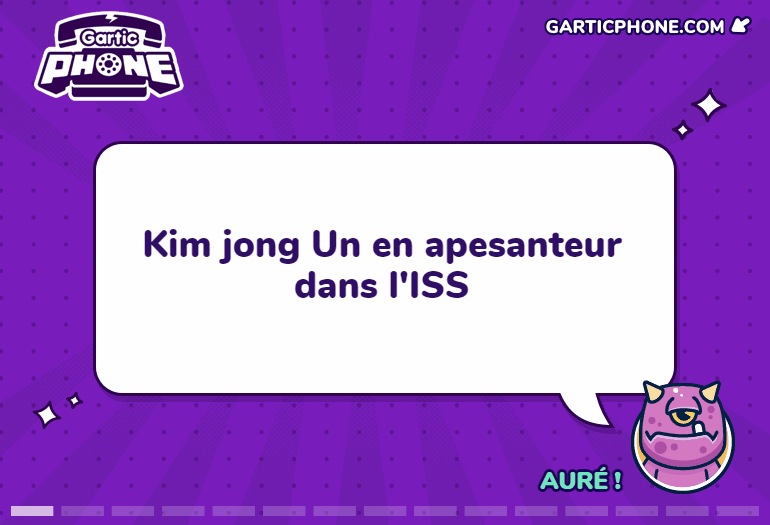 Gartic
PHONE
GARTICPHONE.COM
Kim jong Un en apesanteur
dans l'ISS
AURÉ !